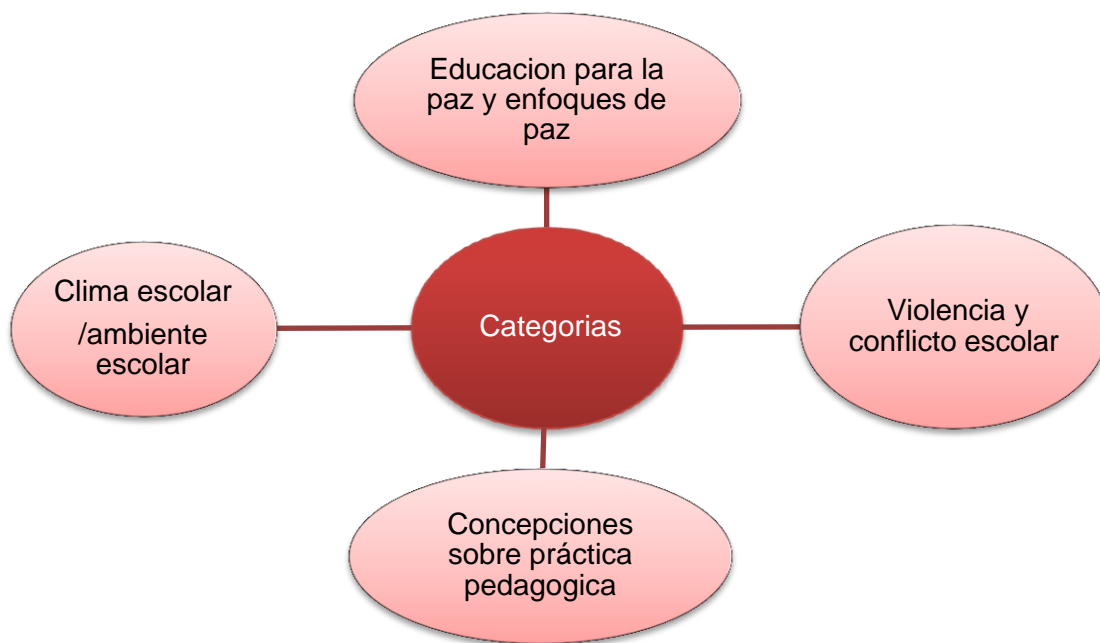 Educacion para la
paz y enfoques de
paz
Clima escolar
/ambiente
escolar
Categorias
Violencia y
conflicto escolar
Concepciones
sobre práctica
pedagogica